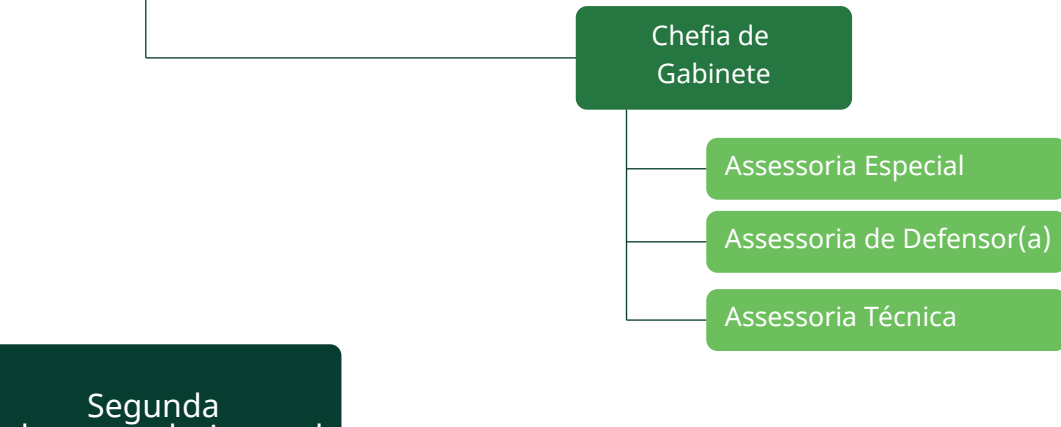 Chefia de
Gabinete
Assessoria Especial
Assessoria de Defensor(a)
Assessoria Técnica
Segunda